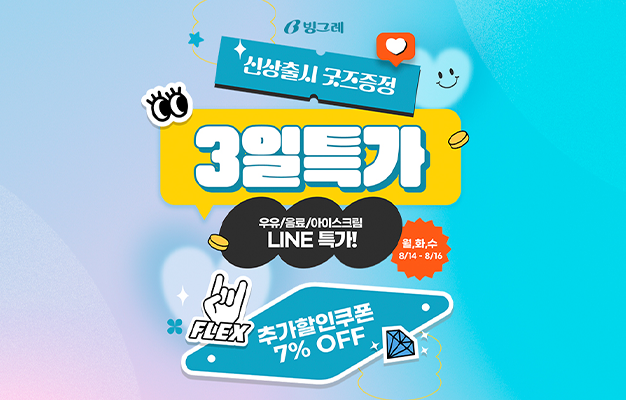 빙그레
신상출시 굿즈증정
3일특가
우유/음료/아이스크림
LINE 특가!
월,화,수
8/14 - 8/16
FLEX
추가할인쿠폰
7% OFF